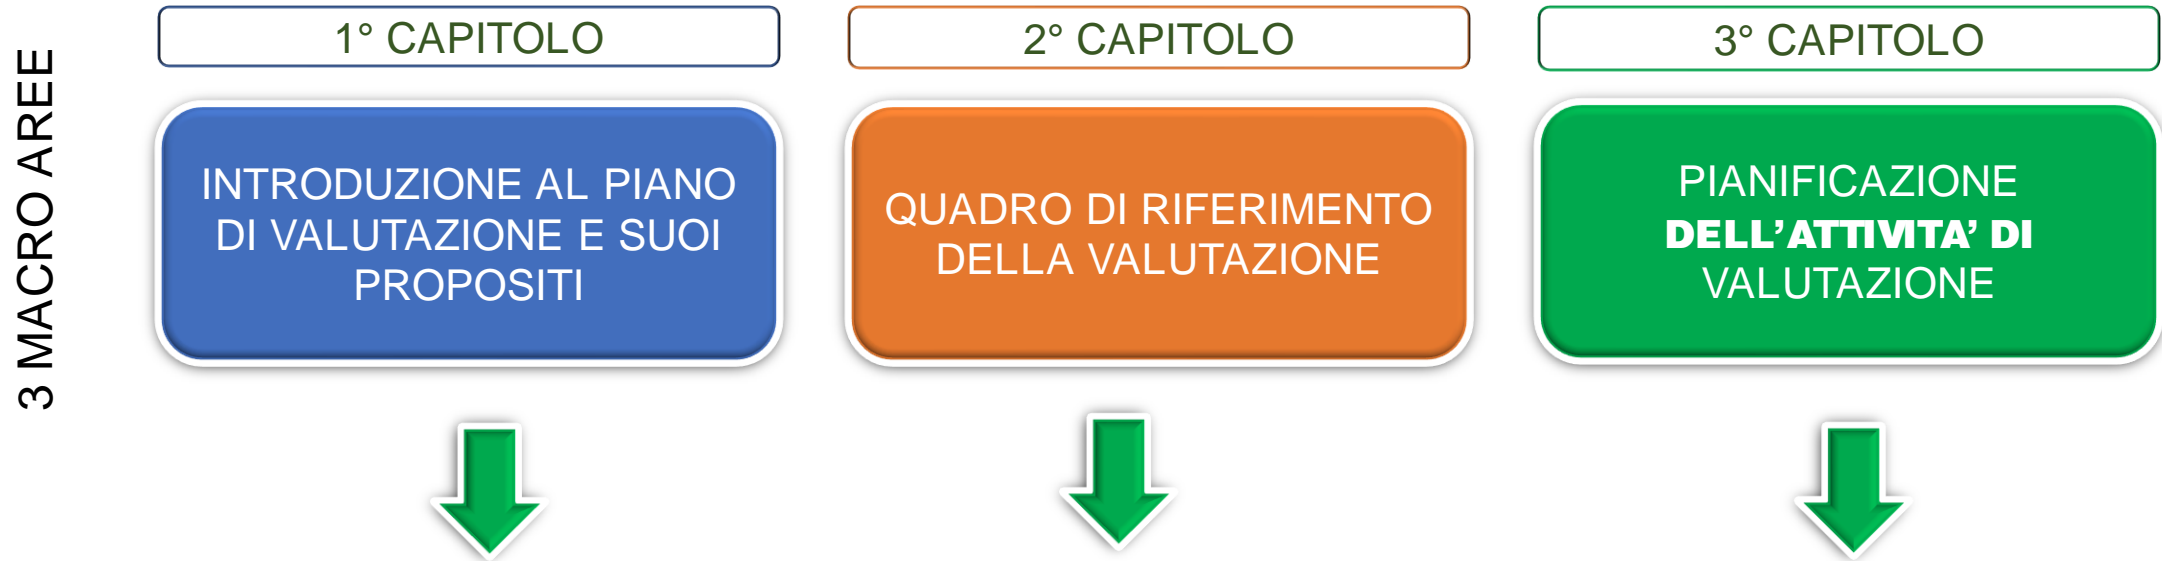 3 MACRO AREE
1° CAPITOLO
INTRODUZIONE AL PIANO
DI VALUTAZIONE E SUOI
PROPOSITI
2° CAPITOLO
QUADRO DI RIFERIMENTO
DELLA VALUTAZIONE
3° CAPITOLO
PIANIFICAZIONE
DELL’ATTIVITA’ DI
VALUTAZIONE